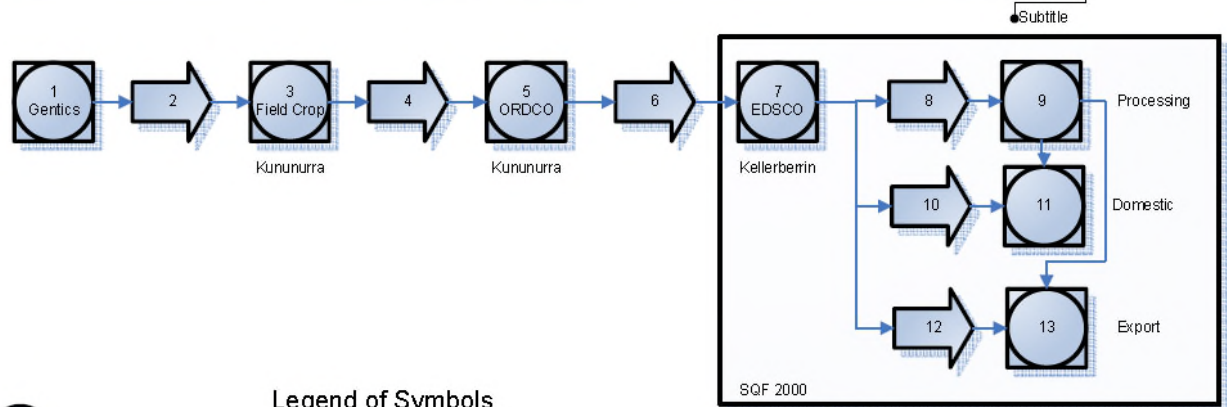 Subtitle
1
Gentics
2
3
Field Crop
4
5
ORDCO
6
7
EDSCO
8
9
Processing
Kununurra
Kununurra
Kellerberrin
10
11
Domestic
12
13
Export
SQF 2000
Legend of Symbols